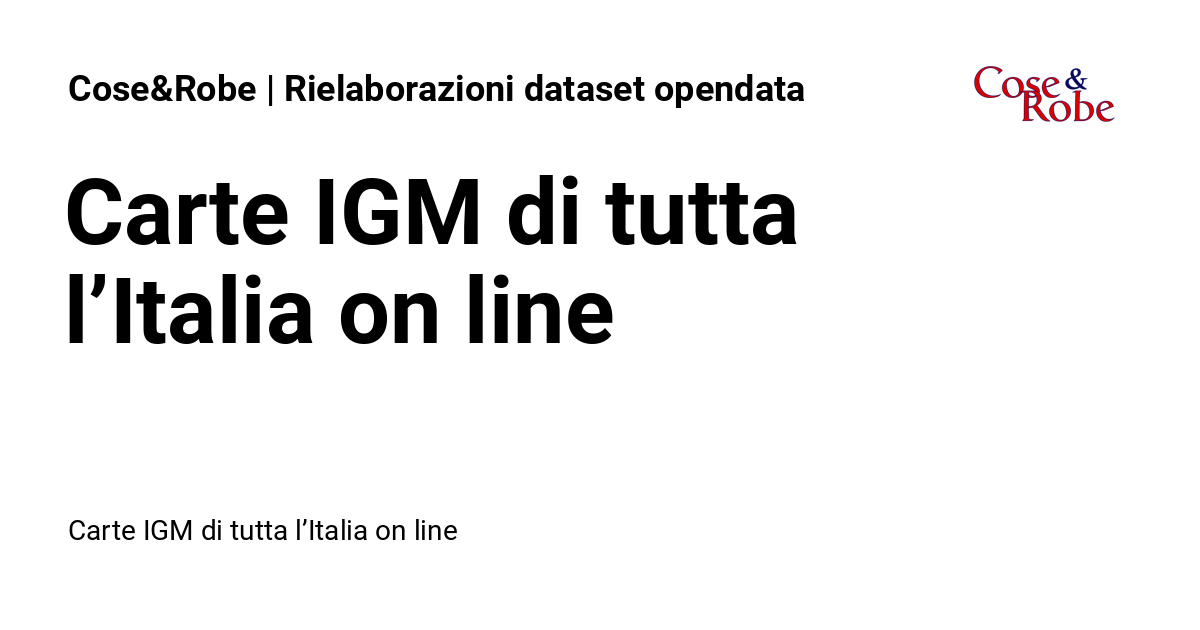 Cose&Robe | Rielaborazioni dataset opendata
Cose &
Robe
Carte IGM di tutta
l’Italia on line
Carte IGM di tutta l’Italia on line